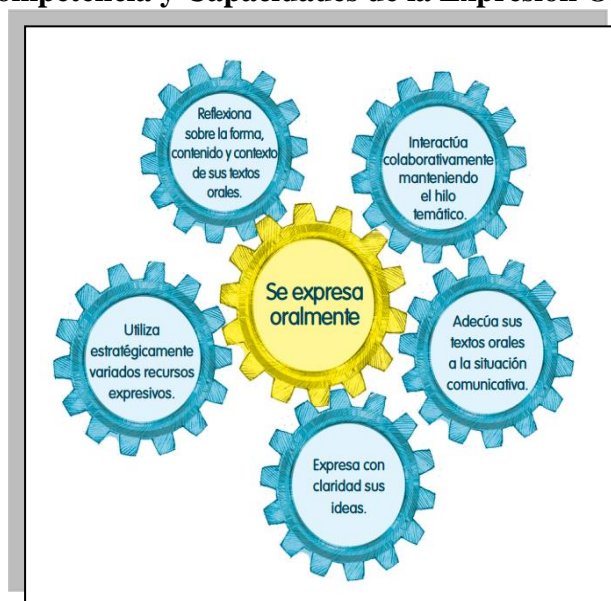 ompetencia y Capacidades de la Expresión O
Reflexiona
sobre la forma,
contenido y contexto
de sus textos
orales.
Interactúa
colaborativamente
manteniendo
el hilo
temático.
Se expresa
oralmente
Utiliza
estratégicamente
variados recursos
expresivos.
Adecúa sus
textos orales
a la situación
comunicativa.
Expresa con
claridad sus
ideas.